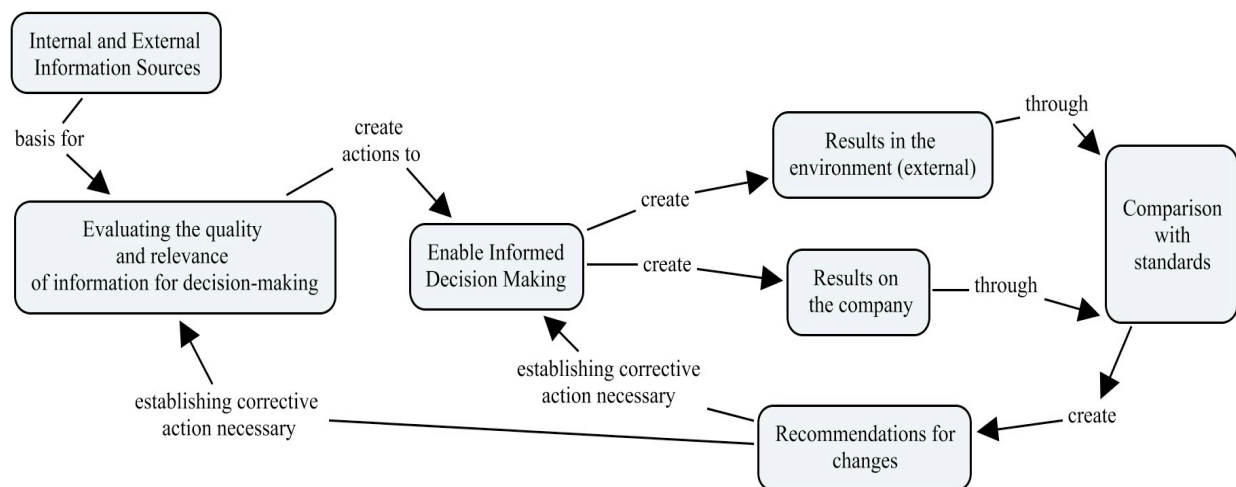 Internal and External
Information Sources
basis for
Evaluating the quality
and relevance
of information for decision-making
create
actions to
Enable Informed
Decision Making
create
create
Results in the
environment (external)
Results on
the company
through
through
Comparison
with
standards
create
Recommendations for
changes
establishing corrective
action necessary
establishing corrective
action necessary